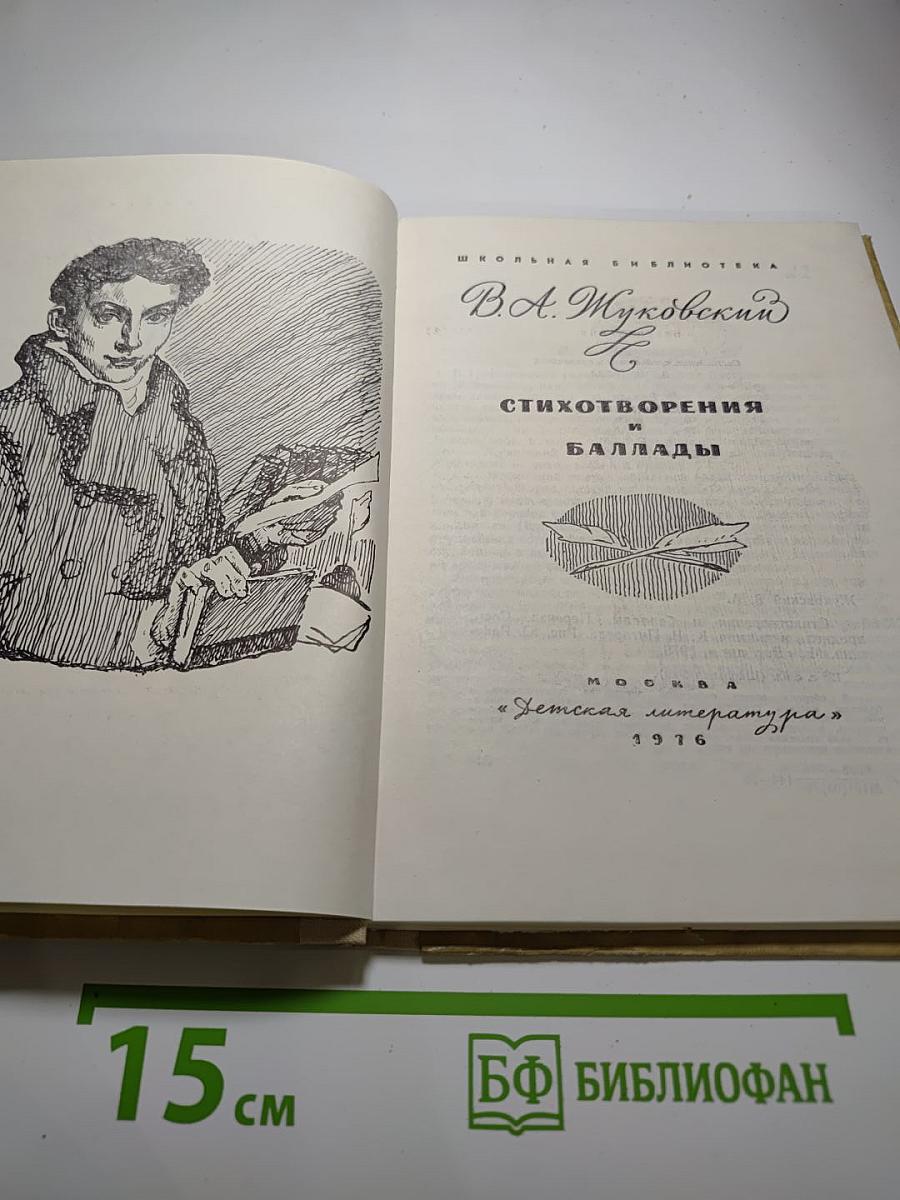 ШКОЛЬНАЯ БИБЛИОТЕКА
В. А. Жуковский
СТИХОТВОРЕНИЯ
И
БАЛЛАДЫ
МОСКВА
«Детская литература»
1976
15 см
БФ БИБЛИОФАН